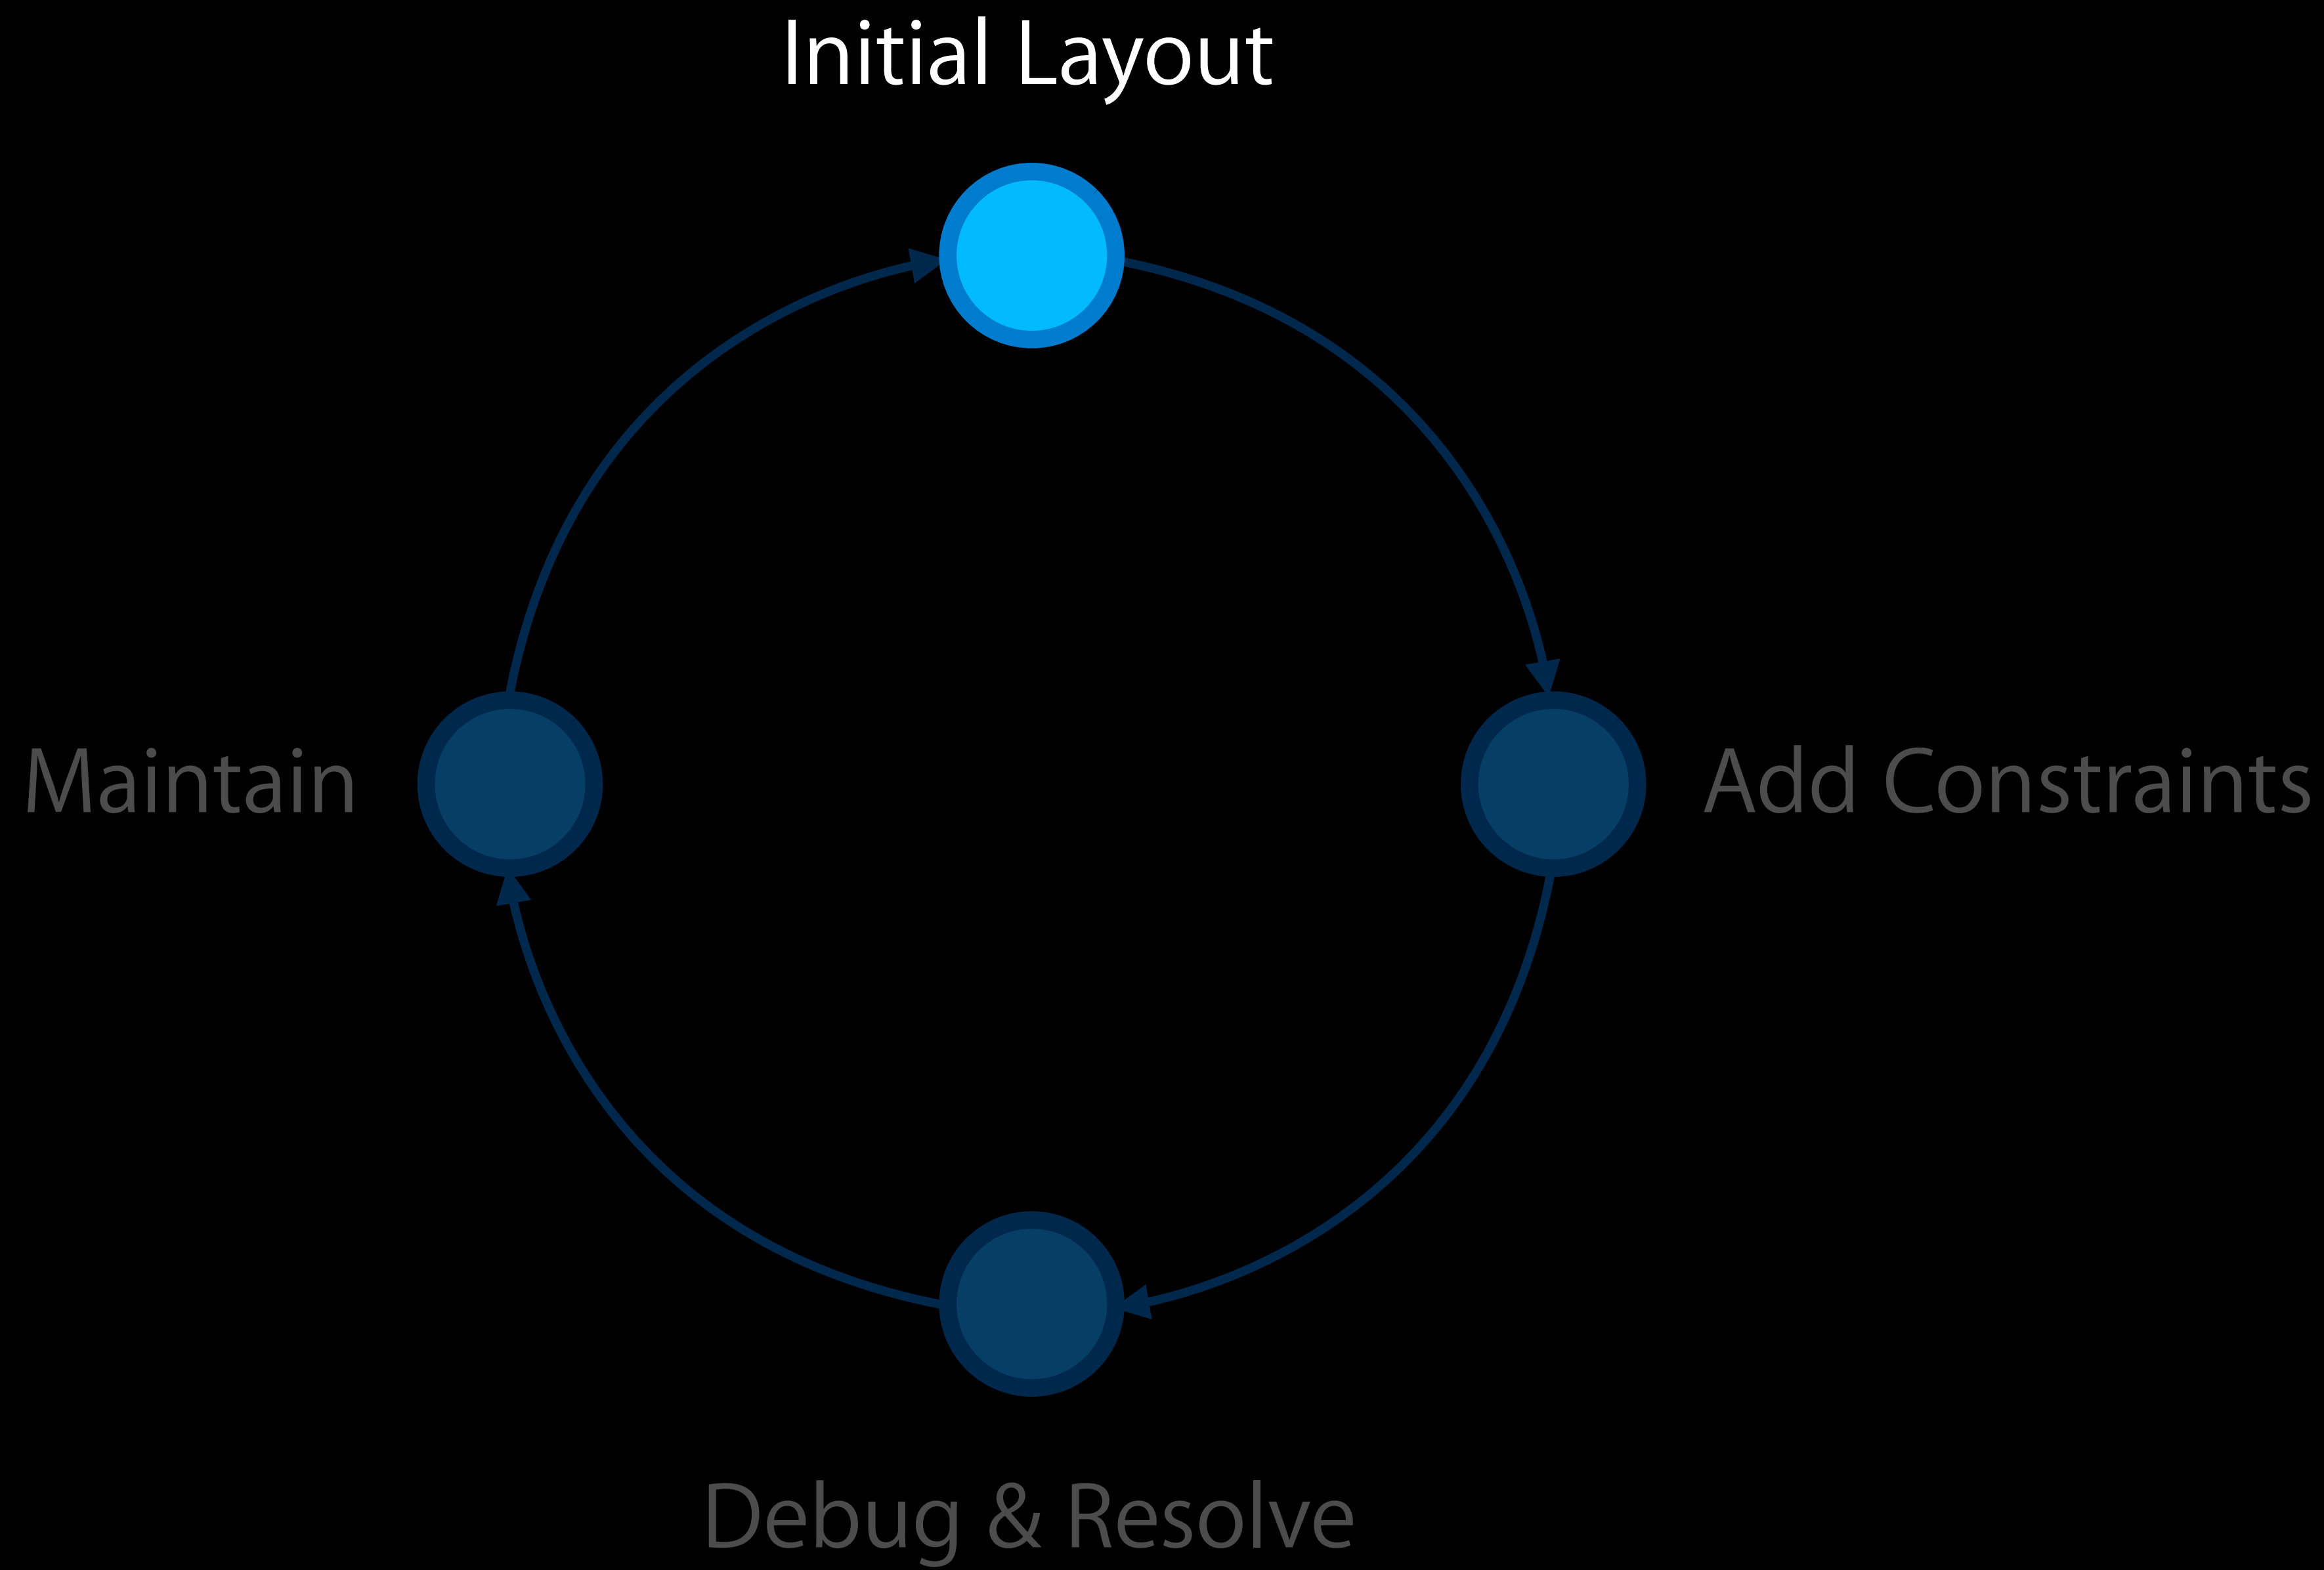 Initial Layout
Maintain
Add Constraints
Debug & Resolve